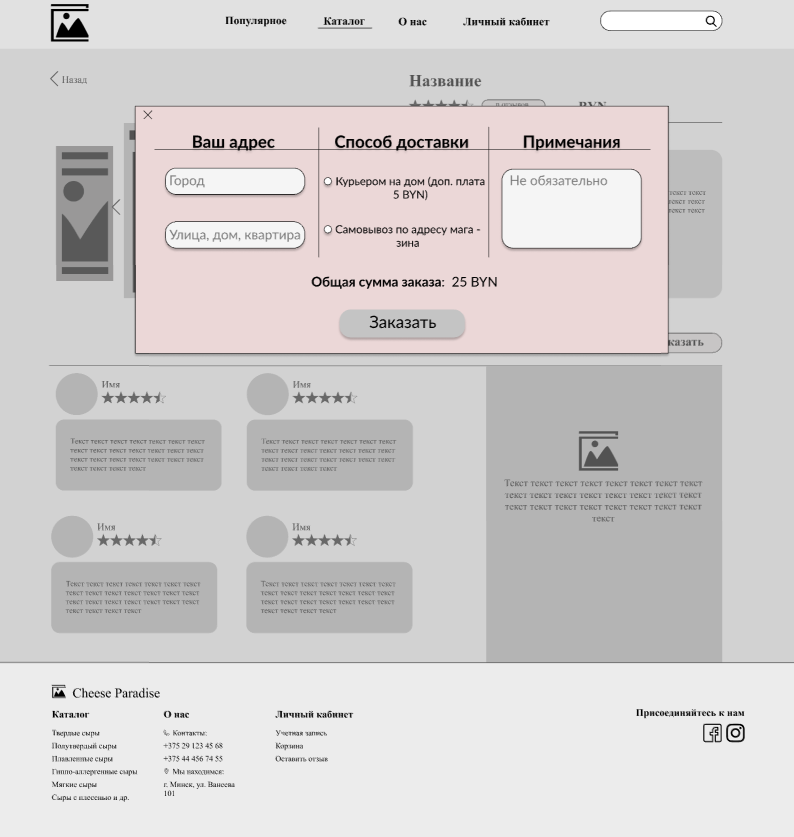 Популярное
Каталог
О нас
Личный кабинет
Назад
Название
BYN
Ваш адрес
Способ доставки
Примечания
Город
Курьером на дом (доп. плата
5 BYN)
Не обязательно
Улица, дом, квартира
Самовывоз по адресу мага -
зина
Общая сумма заказа: 25 BYN
Заказать
текст текст
текст текст
текст текст
казать
Имя
Текст текст текст текст текст текст текст
текст текст текст текст текст текст текст
текст текст текст текст текст текст текст
текст текст текст текст
Имя
Текст текст текст текст текст текст текст
текст текст текст текст текст текст текст
текст текст текст текст текст текст текст
текст текст текст текст
Текст текст текст текст текст текст текст текст
текст текст текст текст текст текст текст текст
текст текст текст текст текст текст текст текст
текст
Имя
Текст текст текст текст текст текст текст
текст текст текст текст текст текст текст
текст текст текст текст текст текст текст
текст текст текст текст
Имя
Текст текст текст текст текст текст текст
текст текст текст текст текст текст текст
текст текст текст текст текст текст текст
текст текст текст текст
Cheese Paradise
Каталог
Твердые сыры
Полутвердый сыры
Плавленные сыры
Гиппо-аллергенные сыры
Мягкие сыры
Сыры с плесенью и др.
О нас
Контакты:
+375 29 123 45 68
+375 44 456 74 55
Мы находимся:
г. Минск, ул. Ванеева
101
Личный кабинет
Учетная запись
Корзина
Оставить отзыв
Присоединяйтесь к нам